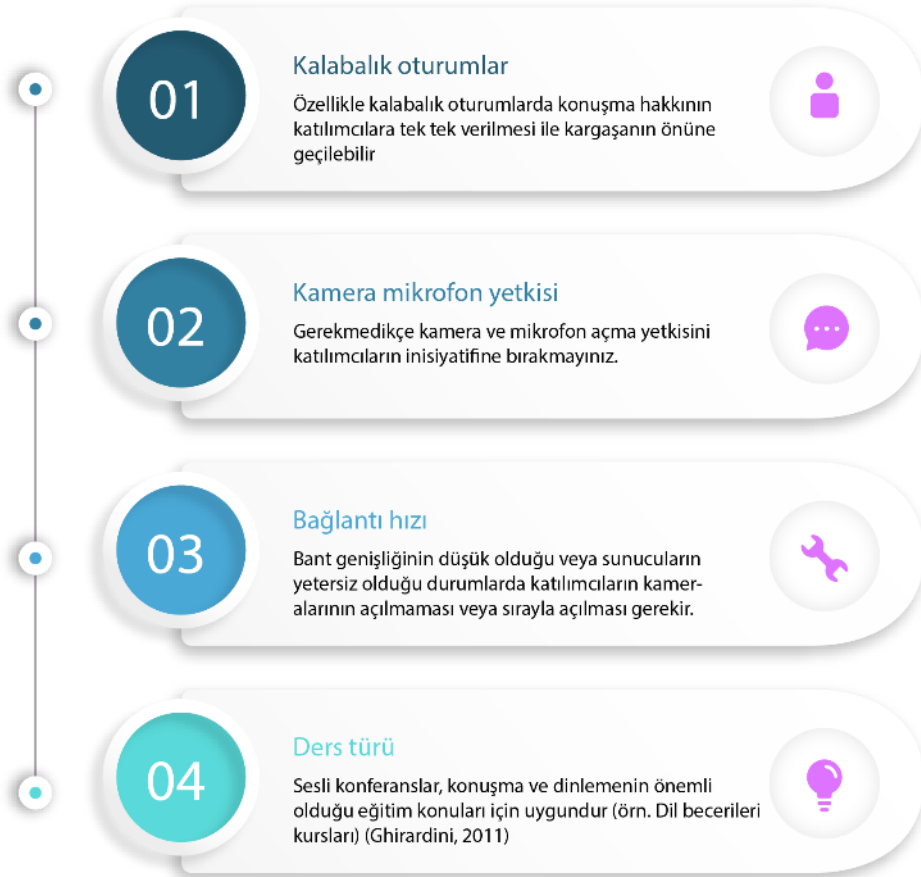 01
Kalabalık oturumlar
Özellikle kalabalık oturumlarda konuşma hakkının
katılımcılara tek tek verilmesi ile kargaşanın önüne
geçilebilir
02
Kamera mikrofon yetkisi
Gerekmedikçe kamera ve mikrofon açma yetkisini
katılımcıların inisiyatifine bırakmayınız.
03
Bağlantı hızı
Bant genişliğinin düşük olduğu veya sunucuların
yetersiz olduğu durumlarda katılımcıların kamer-
alarının açılmaması veya sırayla açılması gerekir.
04
Ders türü
Sesli konferanslar, konuşma ve dinlemenin önemli
olduğu eğitim konuları için uygundur (örn. Dil becerileri
kursları) (Ghirardini, 2011)